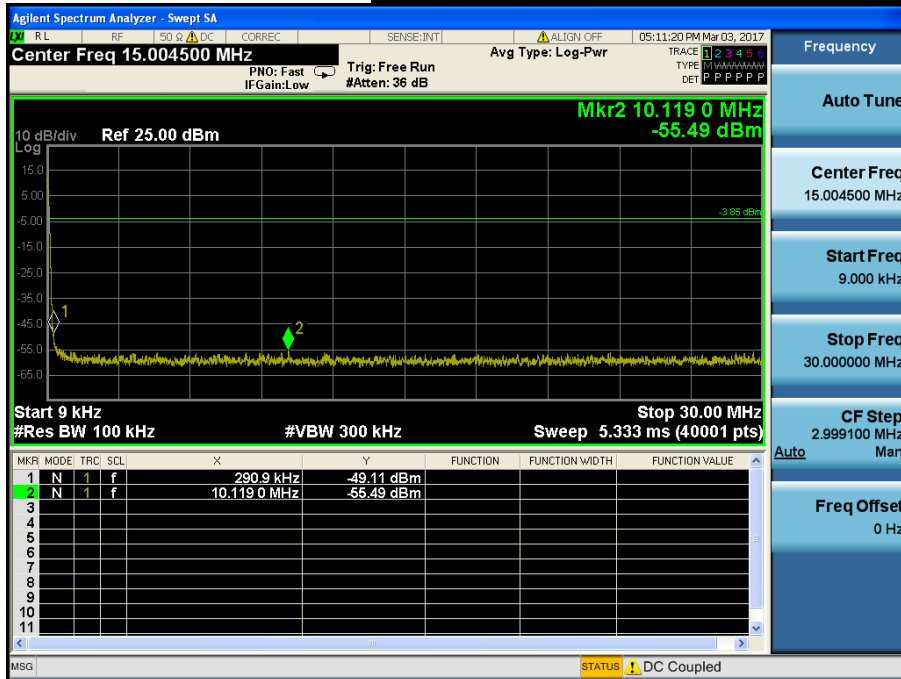 Agilent Spectrum Analyzer - Swept SA
LXI RL RF 50 Ω DC CORREC SENSE:INT ALIGN OFF 05:11:20 PM Mar 03, 2017
Center Freq 15.004500 MHz
PNO: Fast
IFGain:Low
Trig: Free Run
#Atten: 36 dB
Avg Type: Log-Pwr
TRACE 1 2 3 4 5 6
TYPE M W W W W W
DET P P P P P P
Mkr2 10.119 0 MHz
-55.49 dBm
10 dB/div Ref 25.00 dBm
Log
15.0
5.00
-5.00
-15.0
-25.0
-35.0
-45.0
-55.0
-65.0
-3.85 dBm
1
2
Start 9 kHz Stop 30.00 MHz
#Res BW 100 kHz #VBW 300 kHz Sweep 5.333 ms (40001 pts)
MKR MODE TRC SCL X Y FUNCTION FUNCTION WIDTH FUNCTION VALUE
1 N 1 f 290.9 kHz -49.11 dBm
2 N 1 f 10.119 0 MHz -55.49 dBm
3
4
5
6
7
8
9
10
11
MSG STATUS DC Coupled
Frequency
Auto Tune
Center Freq
15.004500 MHz
Start Freq
9.000 kHz
Stop Freq
30.000000 MHz
CF Step
2.999100 MHz
Auto Man
Freq Offset
0 Hz